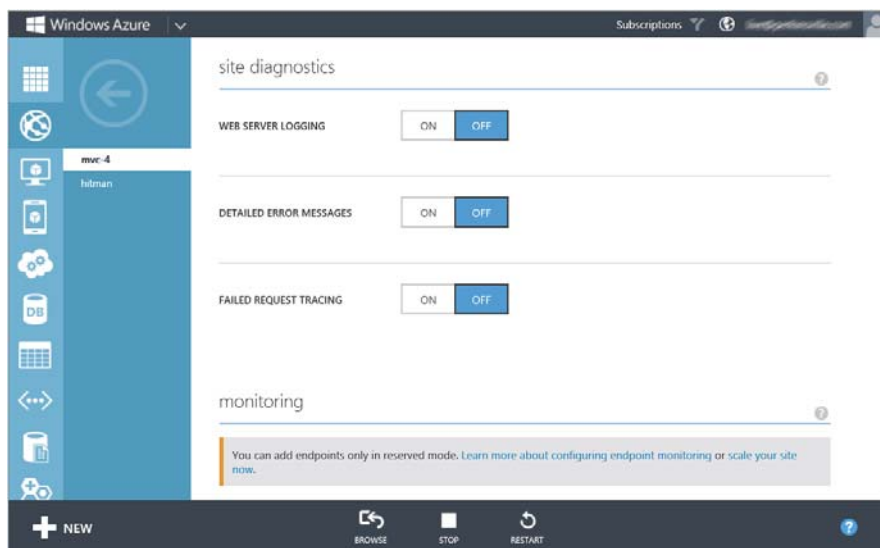 Windows Azure
Subscriptions
site diagnostics
?
WEB SERVER LOGGING ON OFF
mvc-4
hitman
DETAILED ERROR MESSAGES ON OFF
FAILED REQUEST TRACING ON OFF
DB
monitoring
?
You can add endpoints only in reserved mode. Learn more about configuring endpoint monitoring or scale your site
now.
NEW
BROWSE STOP RESTART
?